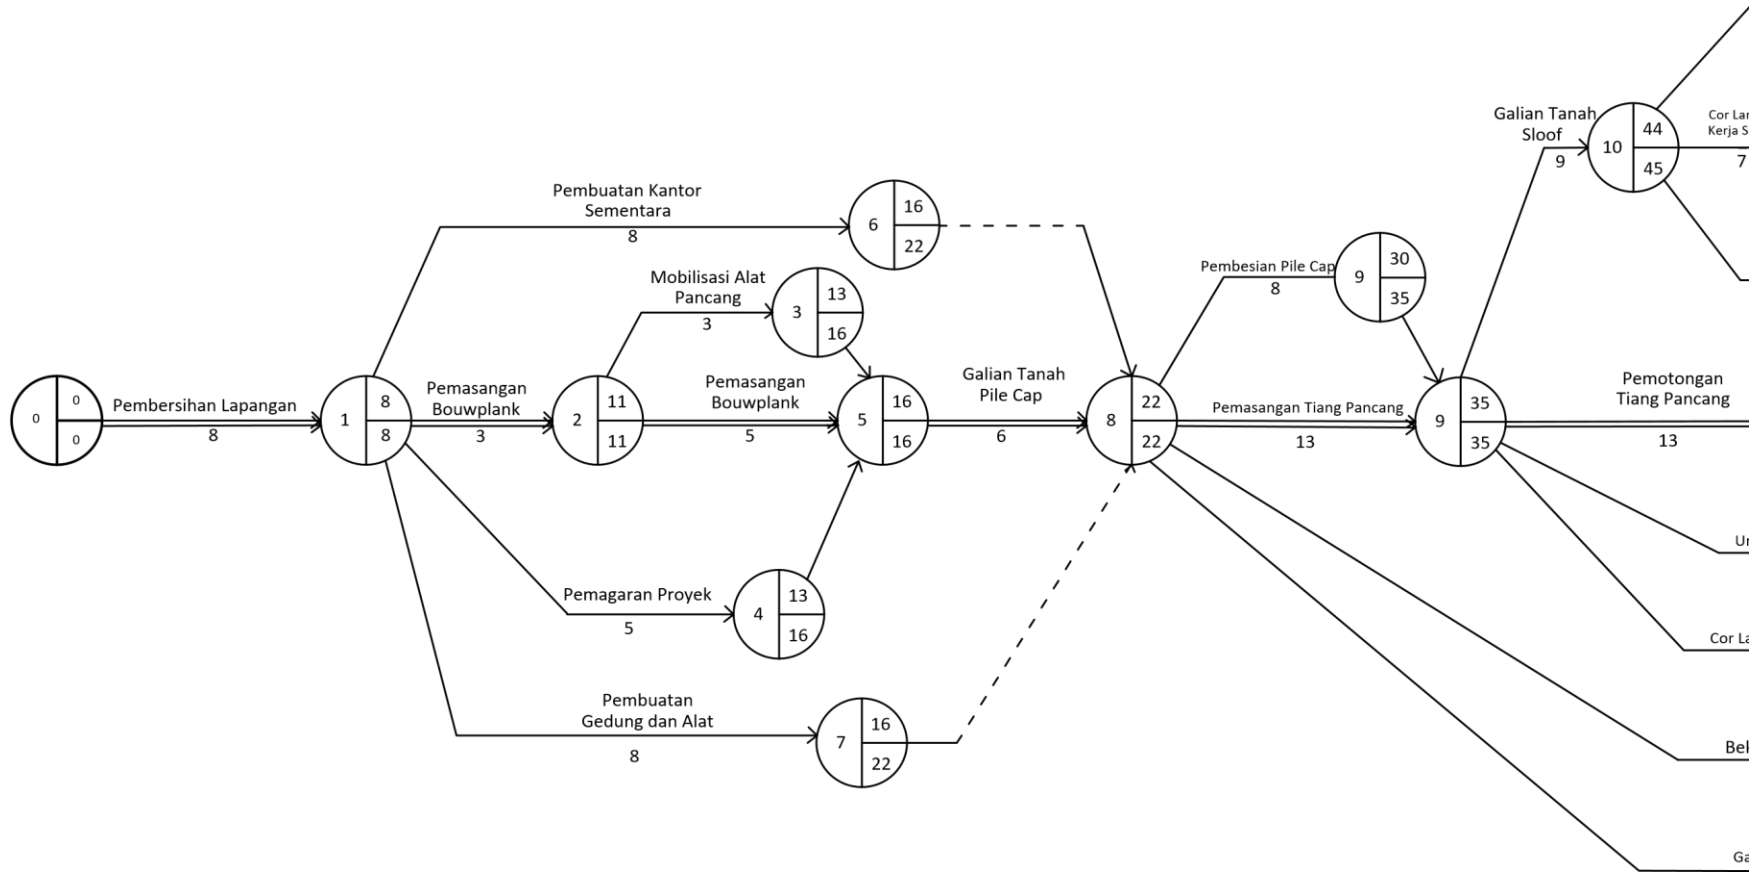 0
0
0
Pembersihan Lapangan
8
1
8
8
Pembuatan Kantor
Sementara
8
6
16
22
Pemasangan
Bouwplank
3
2
11
11
Mobilisasi Alat
Pancang
3
3
13
16
Pemasangan
Bouwplank
5
5
16
16
Pemagaran Proyek
5
4
13
16
Pembuatan
Gedung dan Alat
8
7
16
22
Galian Tanah
Pile Cap
6
8
22
22
Pembesian Pile Cap
8
9
30
35
Pemasangan Tiang Pancang
13
9
35
35
Galian Tanah
Sloof
9
10
44
45
Cor
Kerja
7
Pemotongan
Tiang Pancang
13
Cor